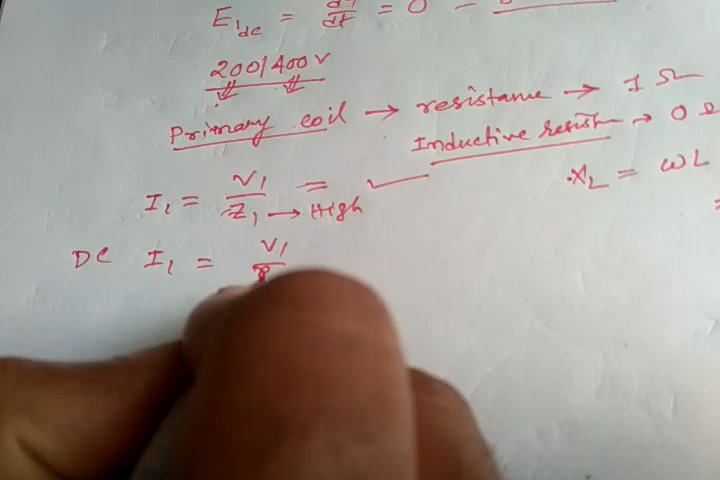 E1dc = dϕ/dt = 0
200/400 V
Primary coil → resistance → 1 Ω
Inductive resist → 0 Ω
I1 = V1/Z1 → High = ✓
XL = ωL
=
DC I1 = V1/